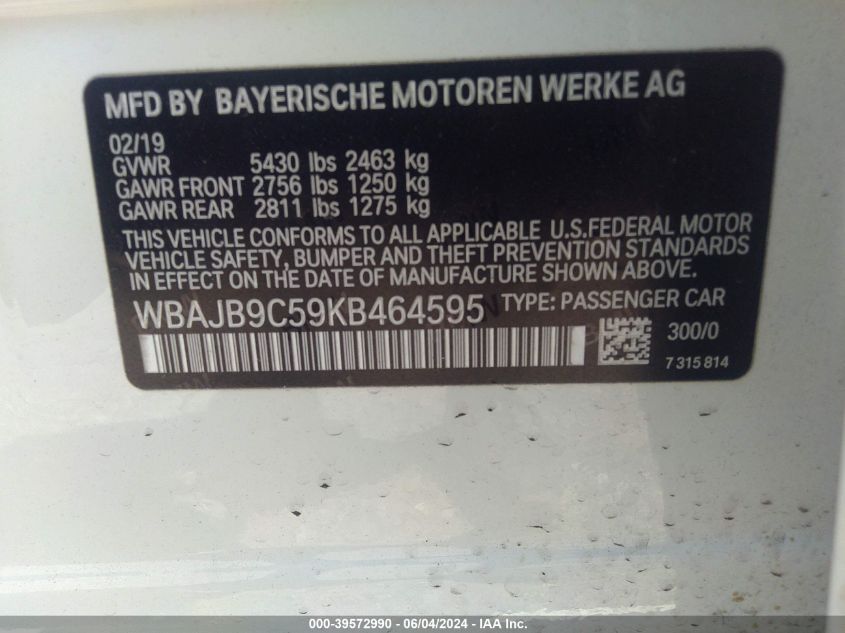 MFD BY BAYERISCHE MOTOREN WERKE AG
02/19
GVWR 5430 lbs 2463 kg
GAWR FRONT 2756 lbs 1250 kg
GAWR REAR 2811 lbs 1275 kg
THIS VEHICLE CONFORMS TO ALL APPLICABLE U.S.FEDERAL MOTOR
VEHICLE SAFETY, BUMPER AND THEFT PREVENTION STANDARDS
IN EFFECT ON THE DATE OF MANUFACTURE SHOWN ABOVE.
WBAJB9C59KB464595 TYPE: PASSENGER CAR
300/0
7 315 814
000-39572990 - 06/04/2024 - IAA Inc.